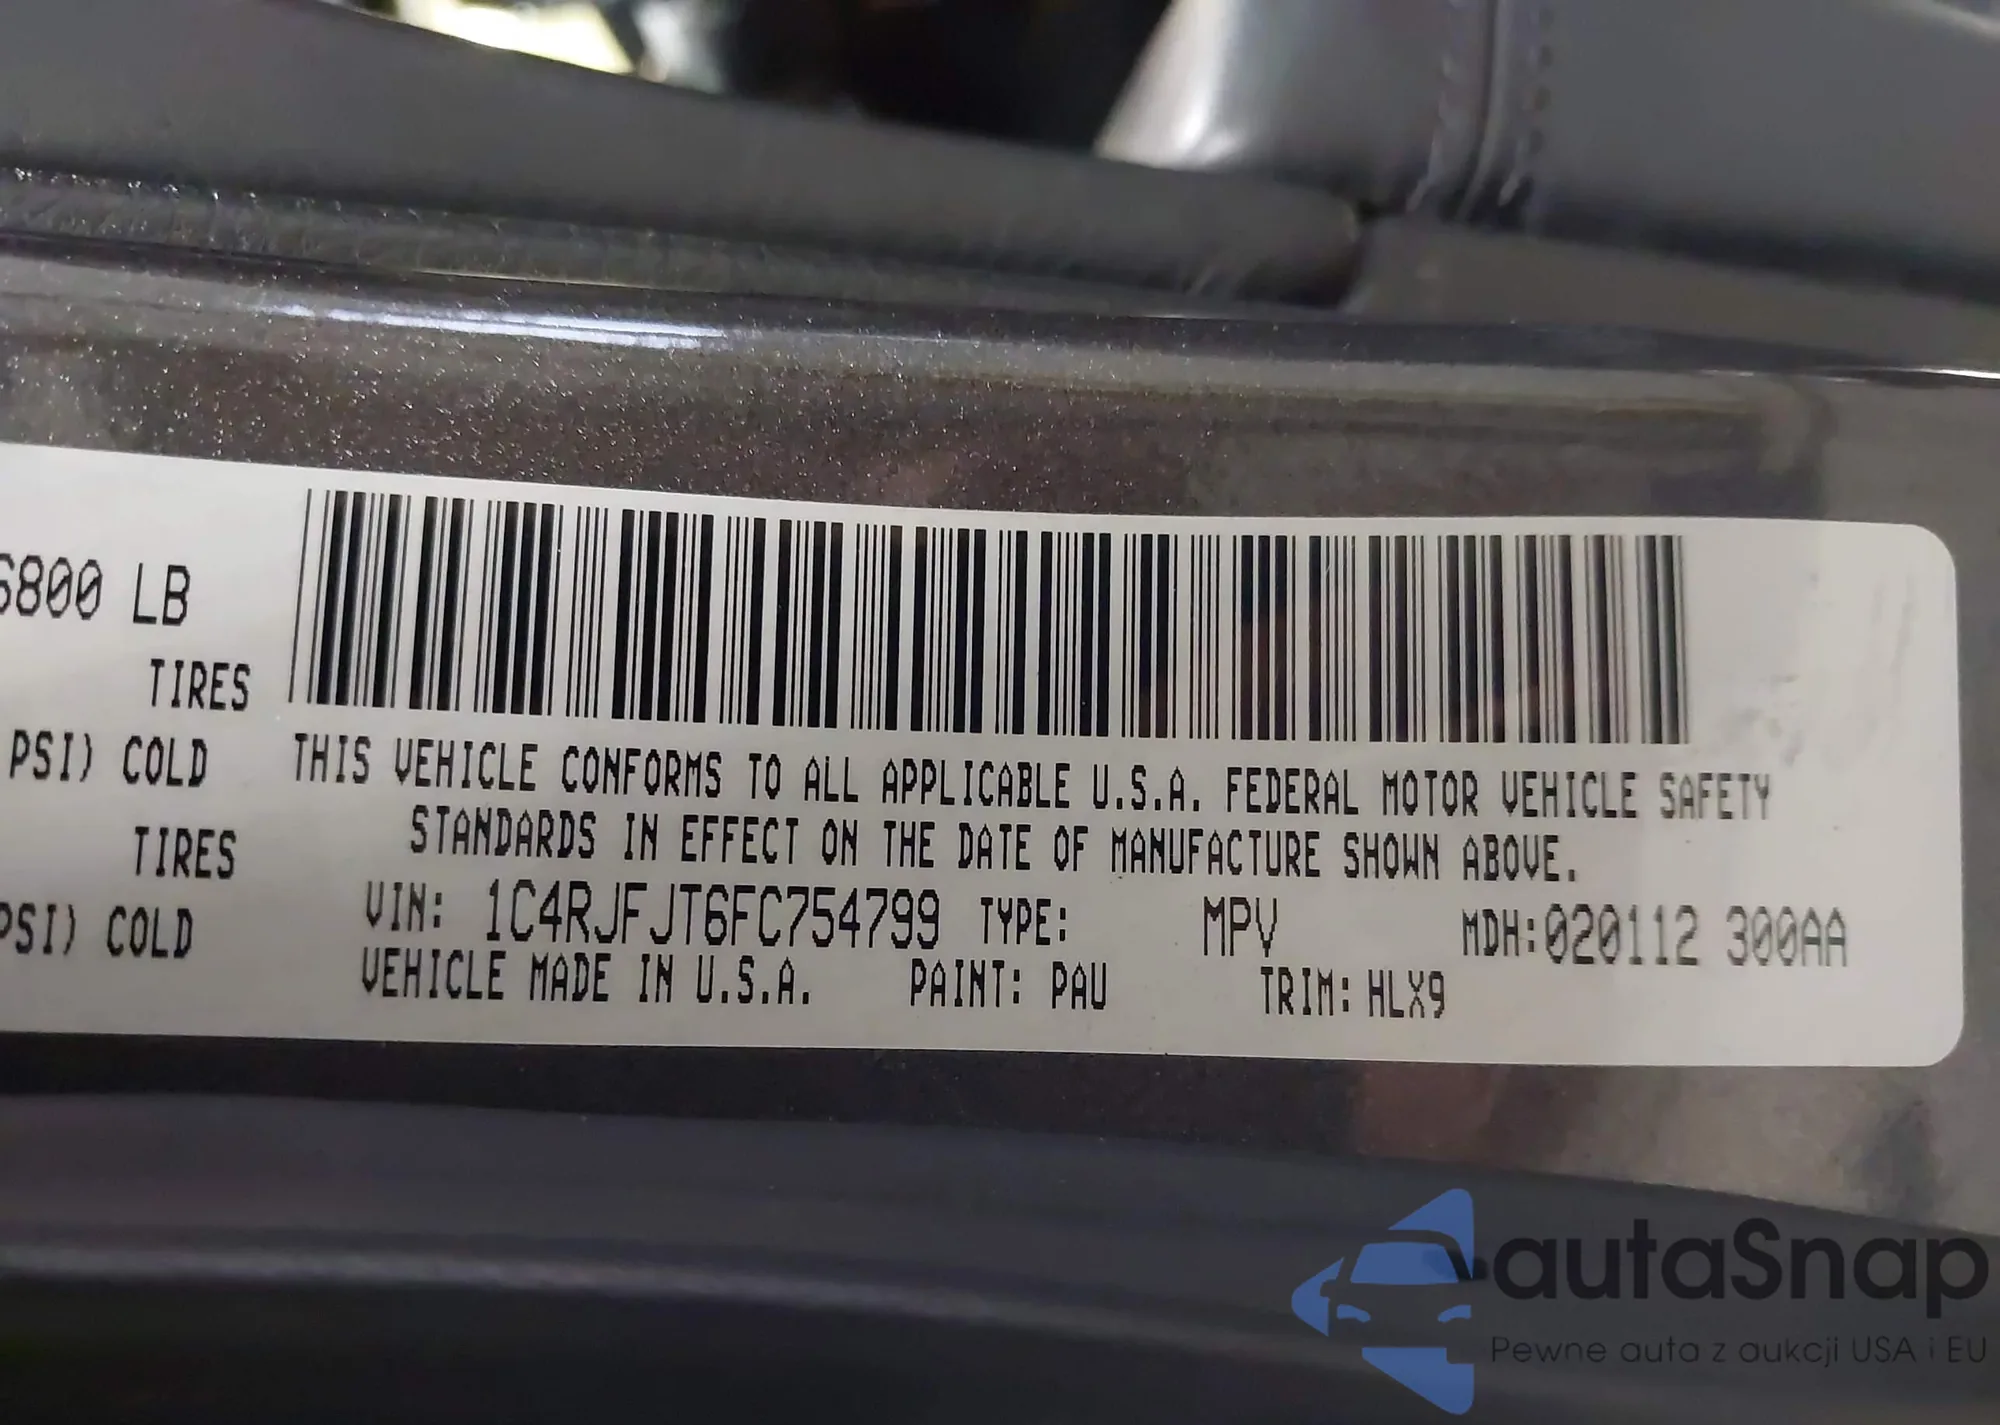 6800 LB
TIRES
PSI) COLD
TIRES
PSI) COLD
THIS VEHICLE CONFORMS TO ALL APPLICABLE U.S.A. FEDERAL MOTOR VEHICLE SAFETY
STANDARDS IN EFFECT ON THE DATE OF MANUFACTURE SHOWN ABOVE.
VIN: 1C4RJFJT6FC754799 TYPE: MPV MDH:020112 300AA
VEHICLE MADE IN U.S.A. PAINT: PAU TRIM: HLX9
autaSnap
Pewne auta z aukcji USA i EU